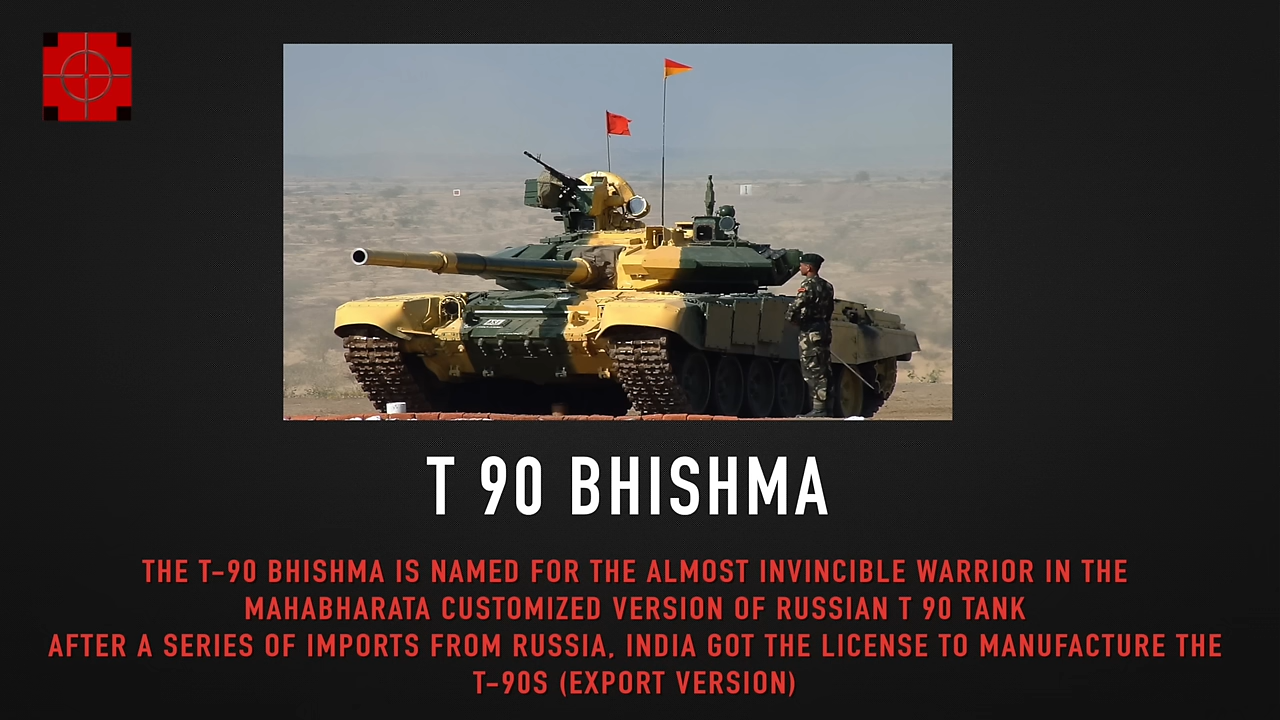 T 90 BHISHMA
THE T-90 BHISHMA IS NAMED FOR THE ALMOST INVINCIBLE WARRIOR IN THE
MAHABHARATA CUSTOMIZED VERSION OF RUSSIAN T 90 TANK
AFTER A SERIES OF IMPORTS FROM RUSSIA, INDIA GOT THE LICENSE TO MANUFACTURE THE
T-90S (EXPORT VERSION)